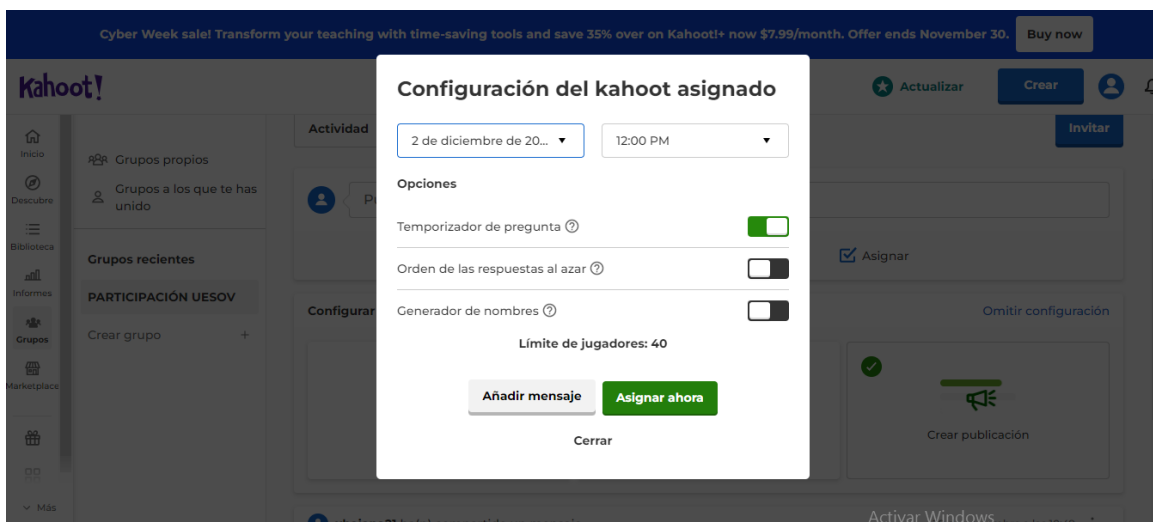 Cyber Week sale! Transform your teaching with time-saving tools and save 35% over on Kahoot!+ now $7.99/month. Offer ends November 30.
Buy now
Kahoot!
Actualizar
Crear
Configuración del kahoot asignado
2 de diciembre de 20...
12:00 PM
Opciones
Temporizador de pregunta
Orden de las respuestas al azar
Generador de nombres
Límite de jugadores: 40
Añadir mensaje
Asignar ahora
Cerrar
Inicio
Descubre
Biblioteca
Informes
Grupos
Marketplace
Más
Grupos propios
Grupos a los que te has
unido
Grupos recientes
PARTICIPACIÓN UESOV
Crear grupo
Actividad
Invitar
Asignar
Configurar
Omitir configuración
Crear publicación
Activar Windows